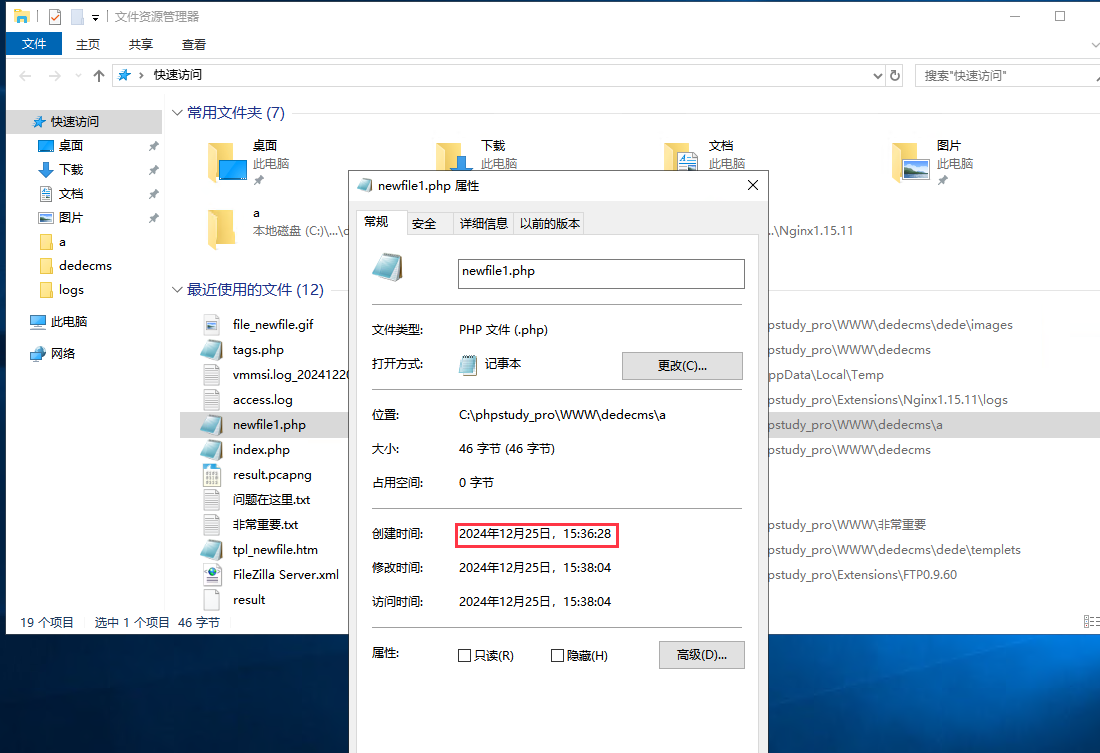 文件资源管理器
文件 主页 共享 查看
快速访问 搜索"快速访问"
快速访问
桌面
下载
文档
图片
a
dedecms
logs
此电脑
网络
常用文件夹 (7)
桌面
此电脑
下载
此电脑
文档
此电脑
图片
此电脑
a
本地磁盘 (C:)\...\
..\Nginx1.15.11
最近使用的文件 (12)
file_newfile.gif pstudy_pro\WWW\dedecms\dede\images
tags.php pstudy_pro\WWW\dedecms
vmmsi.log_20241220 ppData\Local\Temp
access.log pstudy_pro\Extensions\Nginx1.15.11\logs
newfile1.php pstudy_pro\WWW\dedecms\a
index.php pstudy_pro\WWW\dedecms
result.pcapng
问题在这里.txt
非常重要.txt pstudy_pro\WWW\非常重要
tpl_newfile.htm pstudy_pro\WWW\dedecms\dede\templets
FileZilla Server.xml pstudy_pro\Extensions\FTP0.9.60
result
19 个项目 选中 1 个项目 46 字节
newfile1.php 属性
常规 安全 详细信息 以前的版本
newfile1.php
文件类型: PHP 文件 (.php)
打开方式: 记事本 更改(C)...
位置: C:\phpstudy_pro\WWW\dedecms\a
大小: 46 字节 (46 字节)
占用空间: 0 字节
创建时间: 2024年12月25日，15:36:28
修改时间: 2024年12月25日，15:38:04
访问时间: 2024年12月25日，15:38:04
属性: 只读(R) 隐藏(H) 高级(D)...